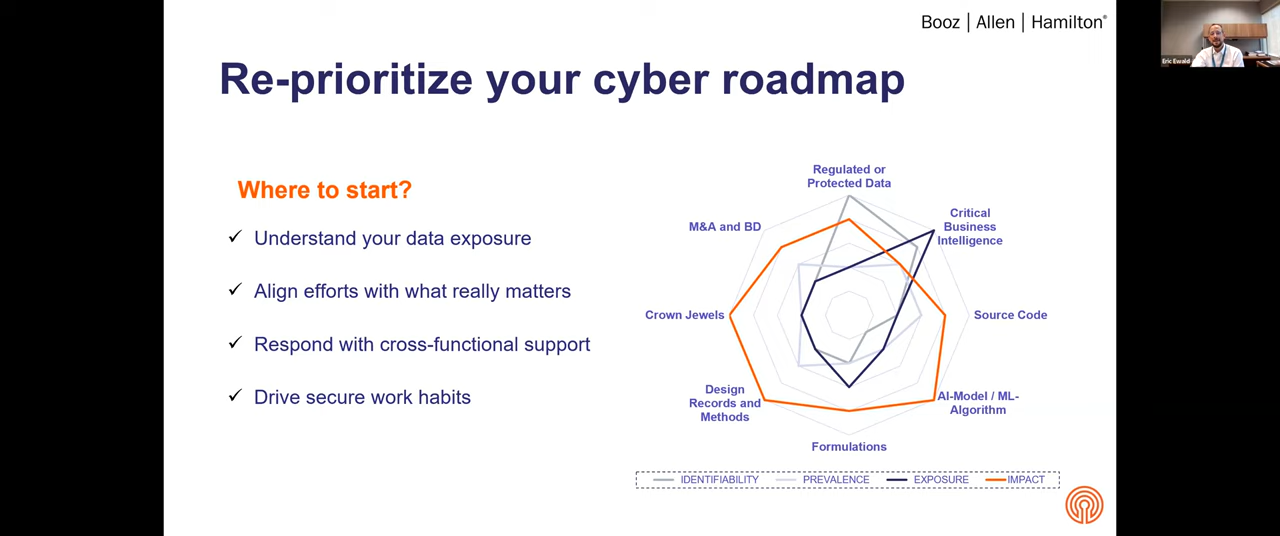 Booz | Allen | Hamilton®
Eric Ewald
Re-prioritize your cyber roadmap
Where to start?
✓ Understand your data exposure
✓ Align efforts with what really matters
✓ Respond with cross-functional support
✓ Drive secure work habits
Regulated or
Protected Data
Critical
Business
Intelligence
Source Code
AI-Model / ML-
Algorithm
Formulations
Design
Records and
Methods
Crown Jewels
M&A and BD
IDENTIFIABILITY
PREVALENCE
EXPOSURE
IMPACT